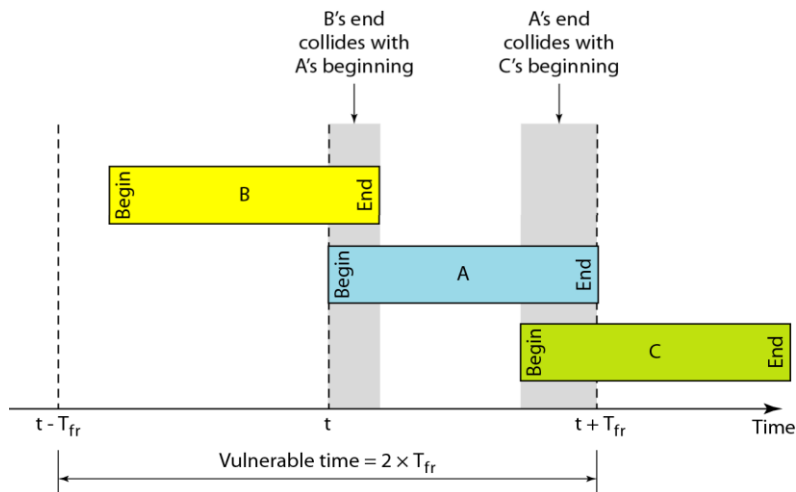 B's end
collides with
A's beginning
A's end
collides with
C's beginning
Begin
B
End
Begin
A
End
Begin
C
End
t - Tfr
t
t + Tfr
Time
Vulnerable time = 2 × Tfr